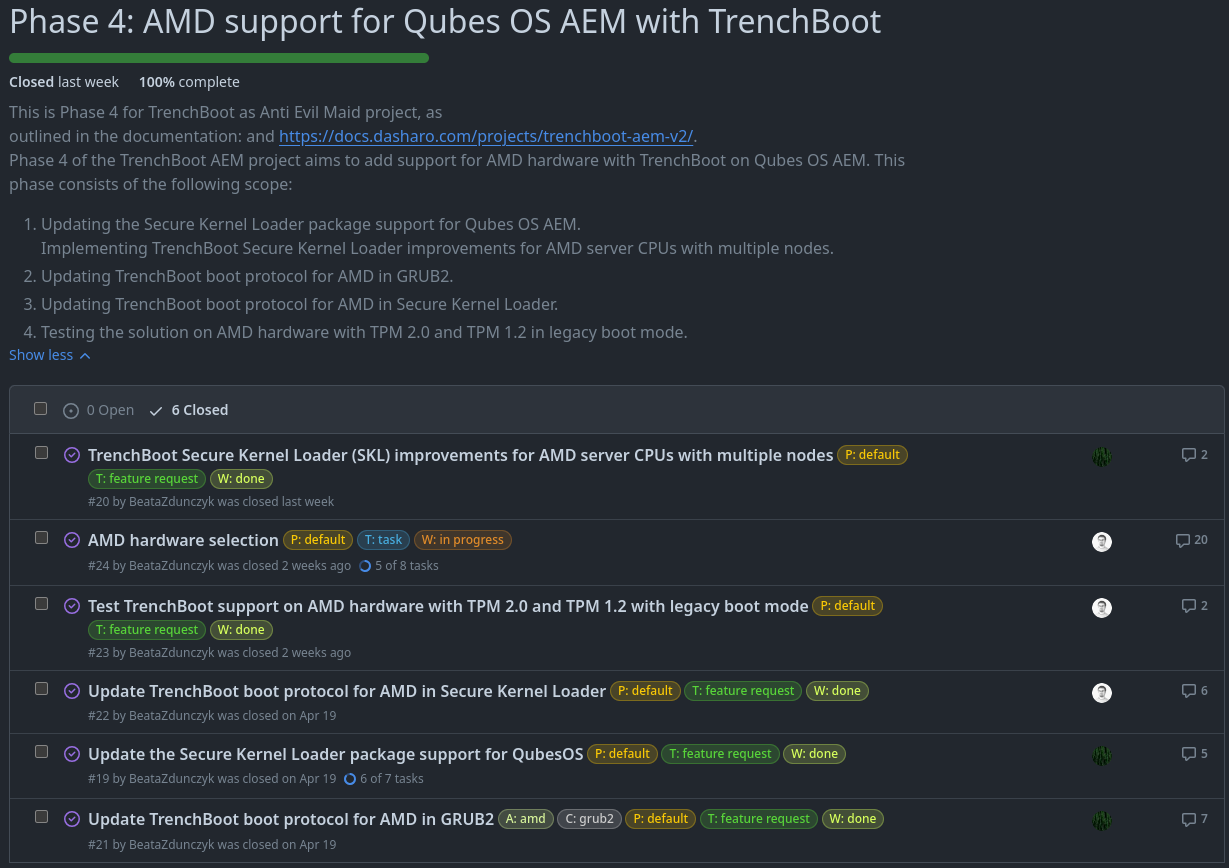 Phase 4: AMD support for Qubes OS AEM with TrenchBoot
Closed last week 100% complete
This is Phase 4 for TrenchBoot as Anti Evil Maid project, as
outlined in the documentation: and https://docs.dasharo.com/projects/trenchboot-aem-v2/.
Phase 4 of the TrenchBoot AEM project aims to add support for AMD hardware with TrenchBoot on Qubes OS AEM. This
phase consists of the following scope:
1. Updating the Secure Kernel Loader package support for Qubes OS AEM.
Implementing TrenchBoot Secure Kernel Loader improvements for AMD server CPUs with multiple nodes.
2. Updating TrenchBoot boot protocol for AMD in GRUB2.
3. Updating TrenchBoot boot protocol for AMD in Secure Kernel Loader.
4. Testing the solution on AMD hardware with TPM 2.0 and TPM 1.2 in legacy boot mode.
Show less
0 Open 6 Closed
TrenchBoot Secure Kernel Loader (SKL) improvements for AMD server CPUs with multiple nodes P: default 2
T: feature request W: done
#20 by BeataZdunczyk was closed last week
AMD hardware selection P: default T: task W: in progress 20
#24 by BeataZdunczyk was closed 2 weeks ago 5 of 8 tasks
Test TrenchBoot support on AMD hardware with TPM 2.0 and TPM 1.2 with legacy boot mode P: default 2
T: feature request W: done
#23 by BeataZdunczyk was closed 2 weeks ago
Update TrenchBoot boot protocol for AMD in Secure Kernel Loader P: default T: feature request W: done 6
#22 by BeataZdunczyk was closed on Apr 19
Update the Secure Kernel Loader package support for QubesOS P: default T: feature request W: done 5
#19 by BeataZdunczyk was closed on Apr 19 6 of 7 tasks
Update TrenchBoot boot protocol for AMD in GRUB2 A: amd C: grub2 P: default T: feature request W: done 7
#21 by BeataZdunczyk was closed on Apr 19